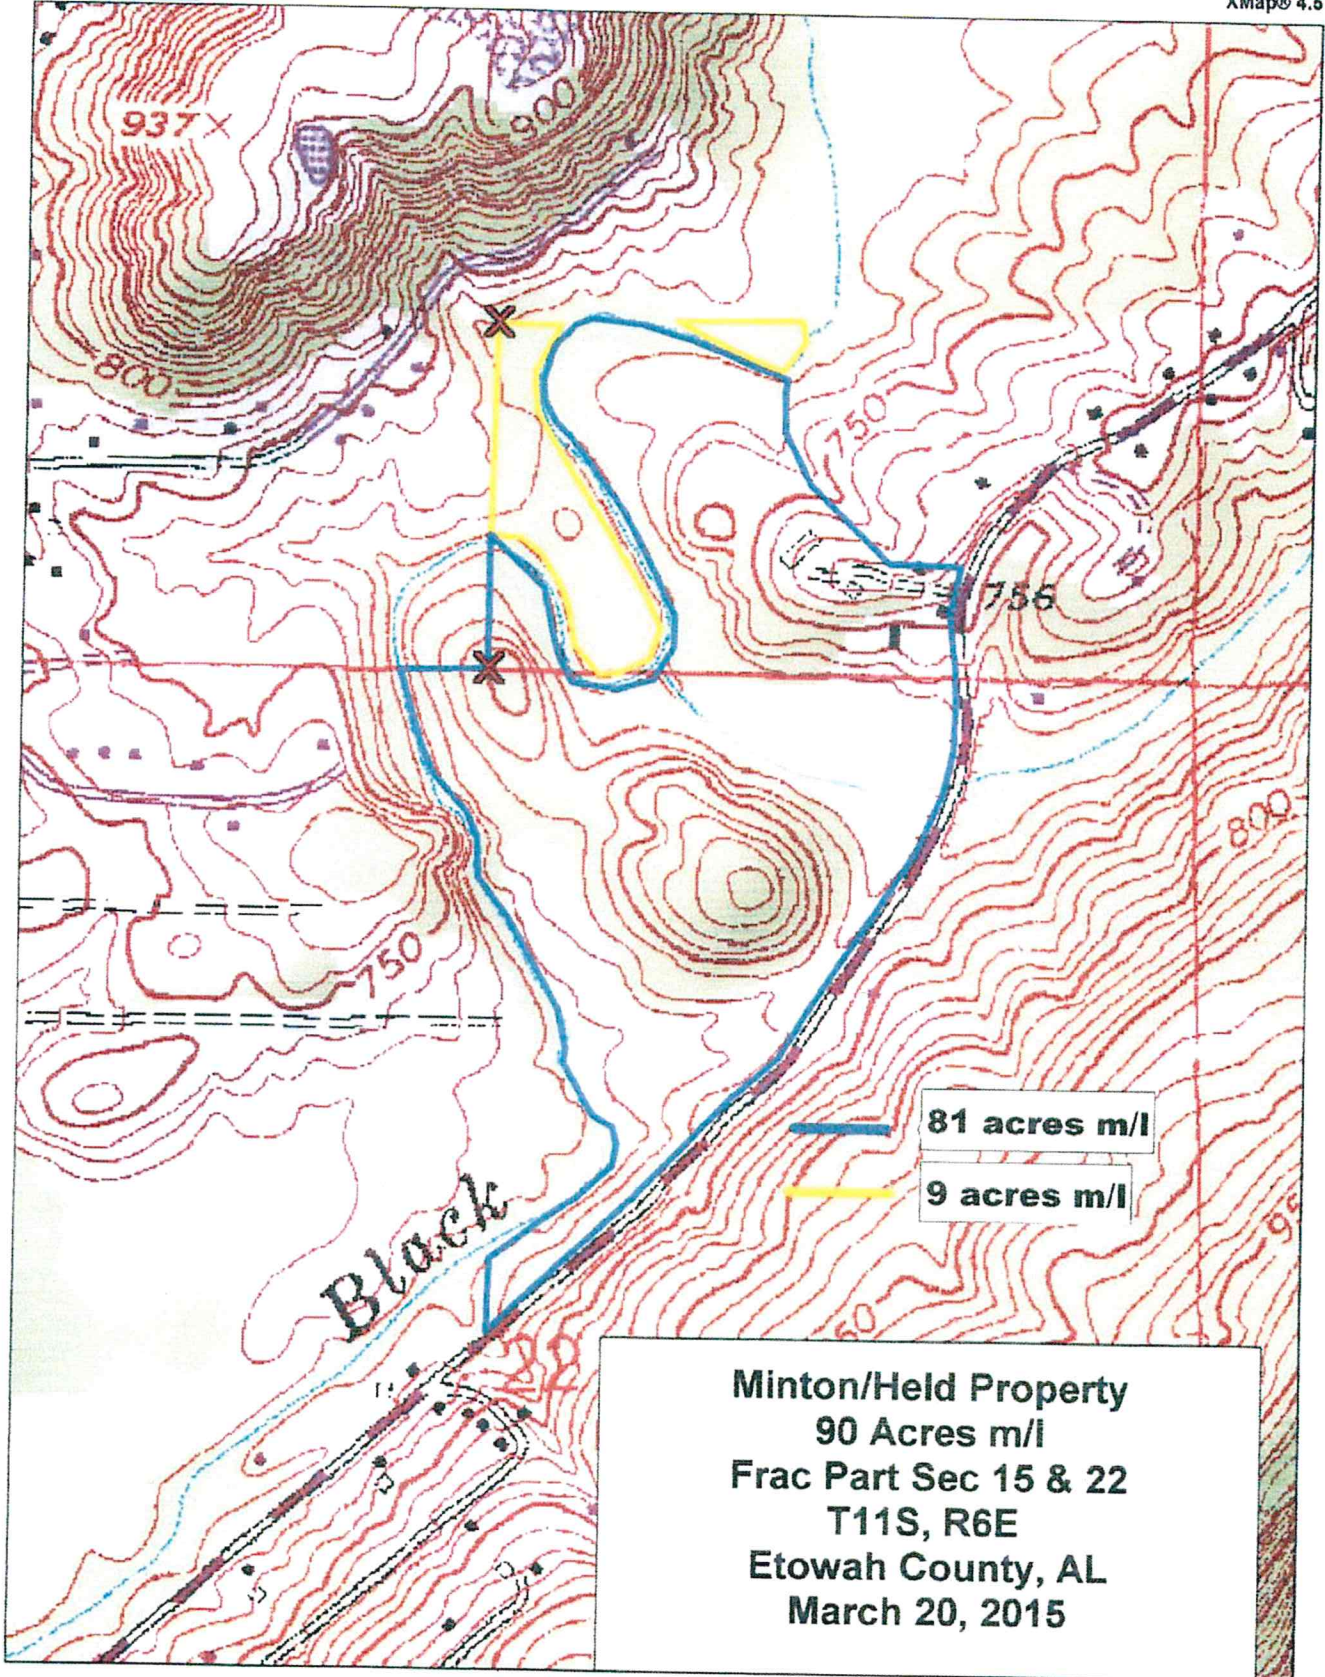 XMap® 4.5
937
900
800
750
756
800
750
Black
81 acres m/l
9 acres m/l
22
Minton/Held Property
90 Acres m/l
Frac Part Sec 15 & 22
T11S, R6E
Etowah County, AL
March 20, 2015